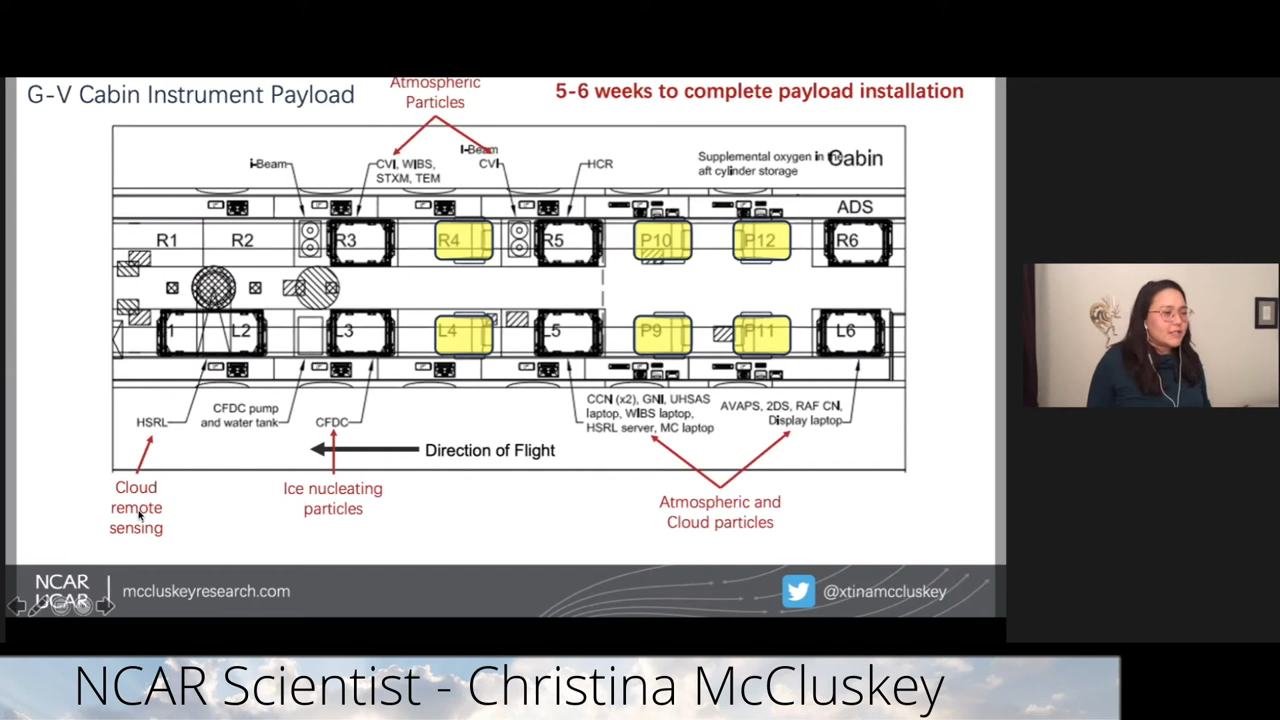 G-V Cabin Instrument Payload
Atmospheric
Particles
5-6 weeks to complete payload installation
i-Beam
CVI, WIBS,
STXM, TEM
I-Beam
CVI
HCR
Supplemental oxygen in the
aft cylinder storage
Cabin
ADS
R1
R2
R3
R4
R5
P10
P12
R6
1
L2
L3
L4
L5
P9
P11
L6
HSRL
CFDC pump
and water tank
CFDC
CCN (x2), GNI, UHSAS
laptop, WIBS laptop,
HSRL server, MC laptop
AVAPS, 2DS, RAF CN,
Display laptop
Direction of Flight
Cloud
remote
sensing
Ice nucleating
particles
Atmospheric and
Cloud particles
NCAR
UCAR
mccluskeyresearch.com
@xtinamccluskey
NCAR Scientist - Christina McCluskey